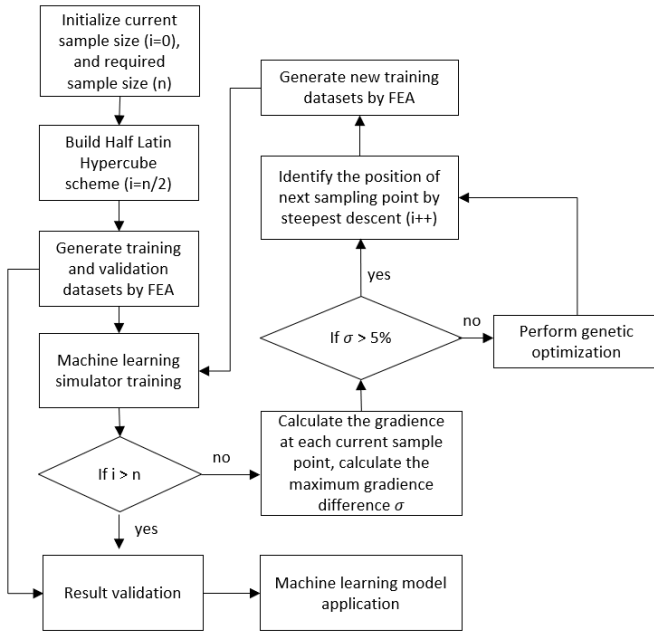 Initialize current
sample size (i=0),
and required
sample size (n)
Build Half Latin
Hypercube
scheme (i=n/2)
Generate training
and validation
datasets by FEA
Machine learning
simulator training
If i > n
no
yes
Result validation
Machine learning model
application
Calculate the gradience
at each current sample
point, calculate the
maximum gradience
difference σ
If σ > 5%
yes
no
Perform genetic
optimization
Identify the position of
next sampling point by
steepest descent (i++)
Generate new training
datasets by FEA